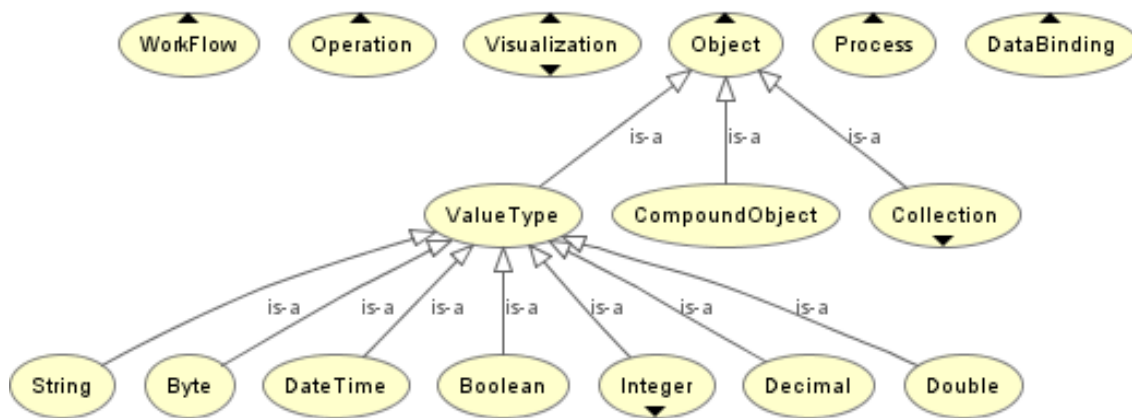 WorkFlow Operation Visualization Object Process DataBinding
is-a is-a is-a
ValueType CompoundObject Collection
is-a is-a is-a is-a is-a is-a is-a
String Byte DateTime Boolean Integer Decimal Double